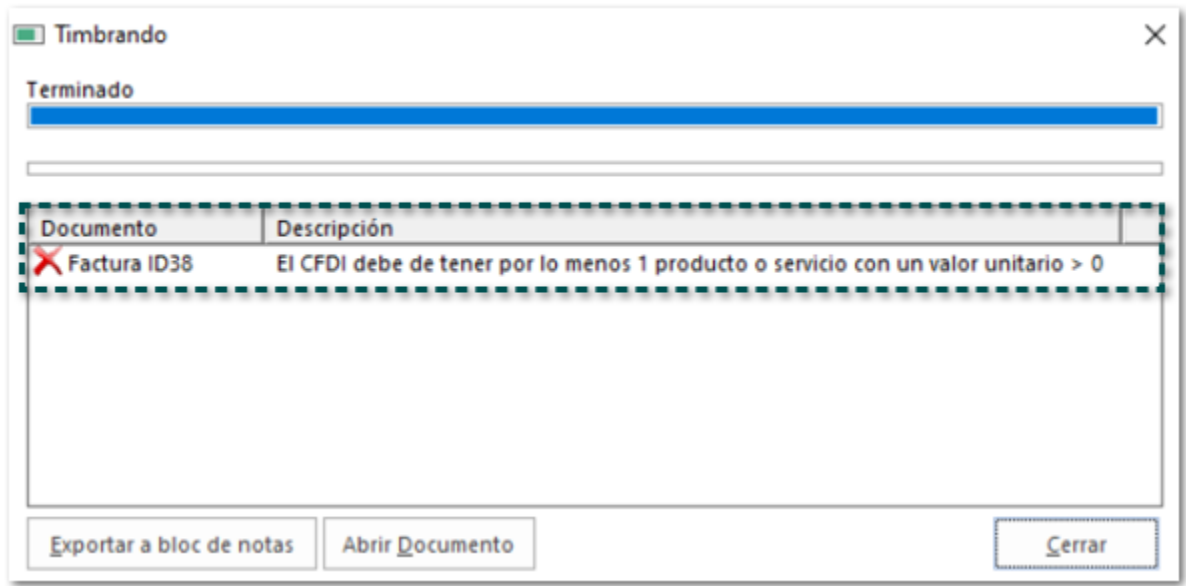 Timbrando
Terminado
Documento Descripción
Factura ID38 El CFDI debe de tener por lo menos 1 producto o servicio con un valor unitario > 0
Exportar a bloc de notas Abrir Documento Cerrar